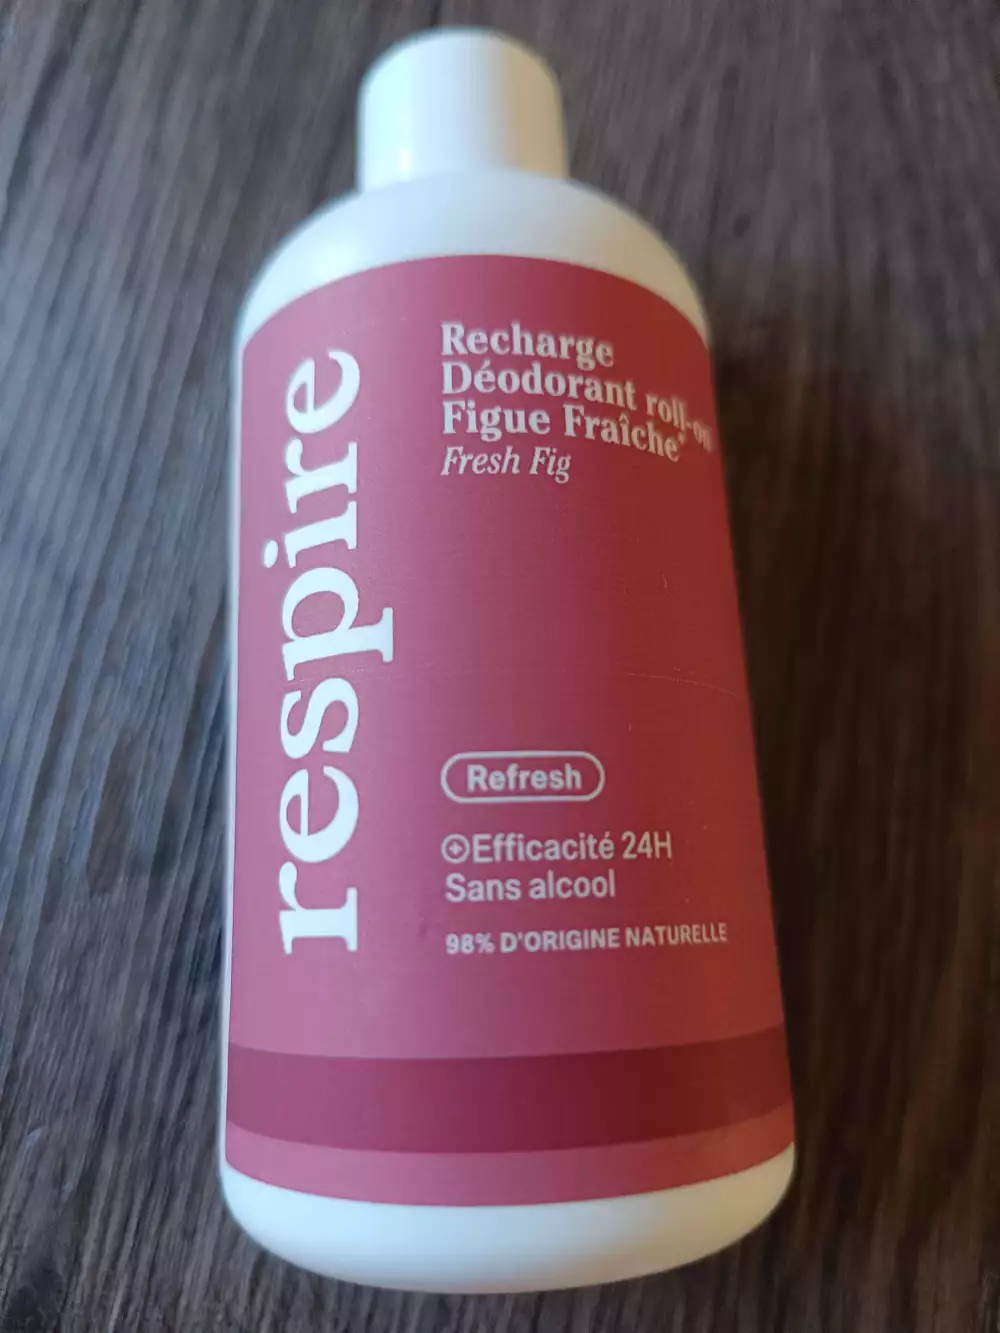 respire
Recharge
Déodorant roll-on
Figue Fraîche*
Fresh Fig
Refresh
Efficacité 24H
Sans alcool
98% D'ORIGINE NATURELLE